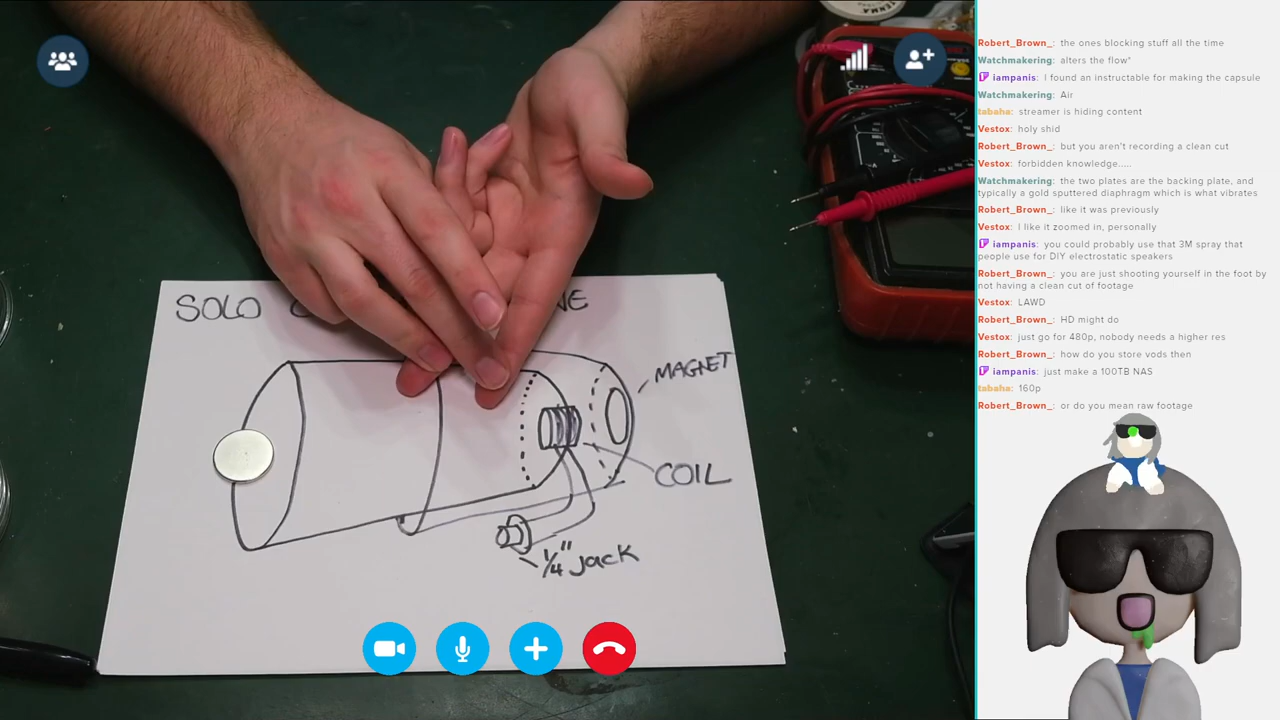 Robert_Brown_: the ones blocking stuff all the time
Watchmakering: alters the flow*
iampanis: I found an instructable for making the capsule
Watchmakering: Air
tabaha: streamer is hiding content
Vestox: holy shid
Robert_Brown_: but you aren't recording a clean cut
Vestox: forbidden knowledge.....
Watchmakering: the two plates are the backing plate, and
typically a gold sputtered diaphragm which is what vibrates
Robert_Brown_: like it was previously
Vestox: I like it zoomed in, personally
iampanis: you could probably use that 3M spray that
people use for DIY electrostatic speakers
Robert_Brown_: you are just shooting yourself in the foot by
not having a clean cut of footage
Vestox: LAWD
Robert_Brown_: HD might do
Vestox: just go for 480p, nobody needs a higher res
Robert_Brown_: how do you store vods then
iampanis: just make a 100TB NAS
tabaha: 160p
Robert_Brown_: or do you mean raw footage
SOLO
MAGNET
COIL
1/4" Jack